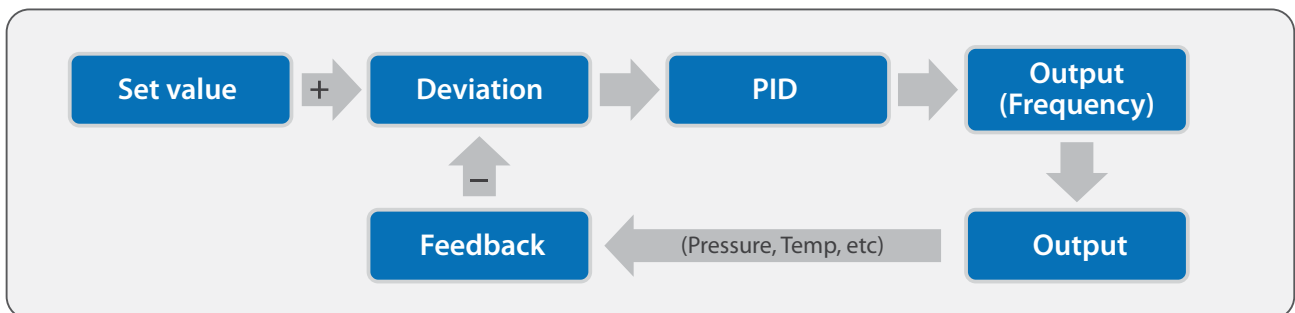 Set value
+
Deviation
PID
Output
(Frequency)
–
Feedback
(Pressure, Temp, etc)
Output